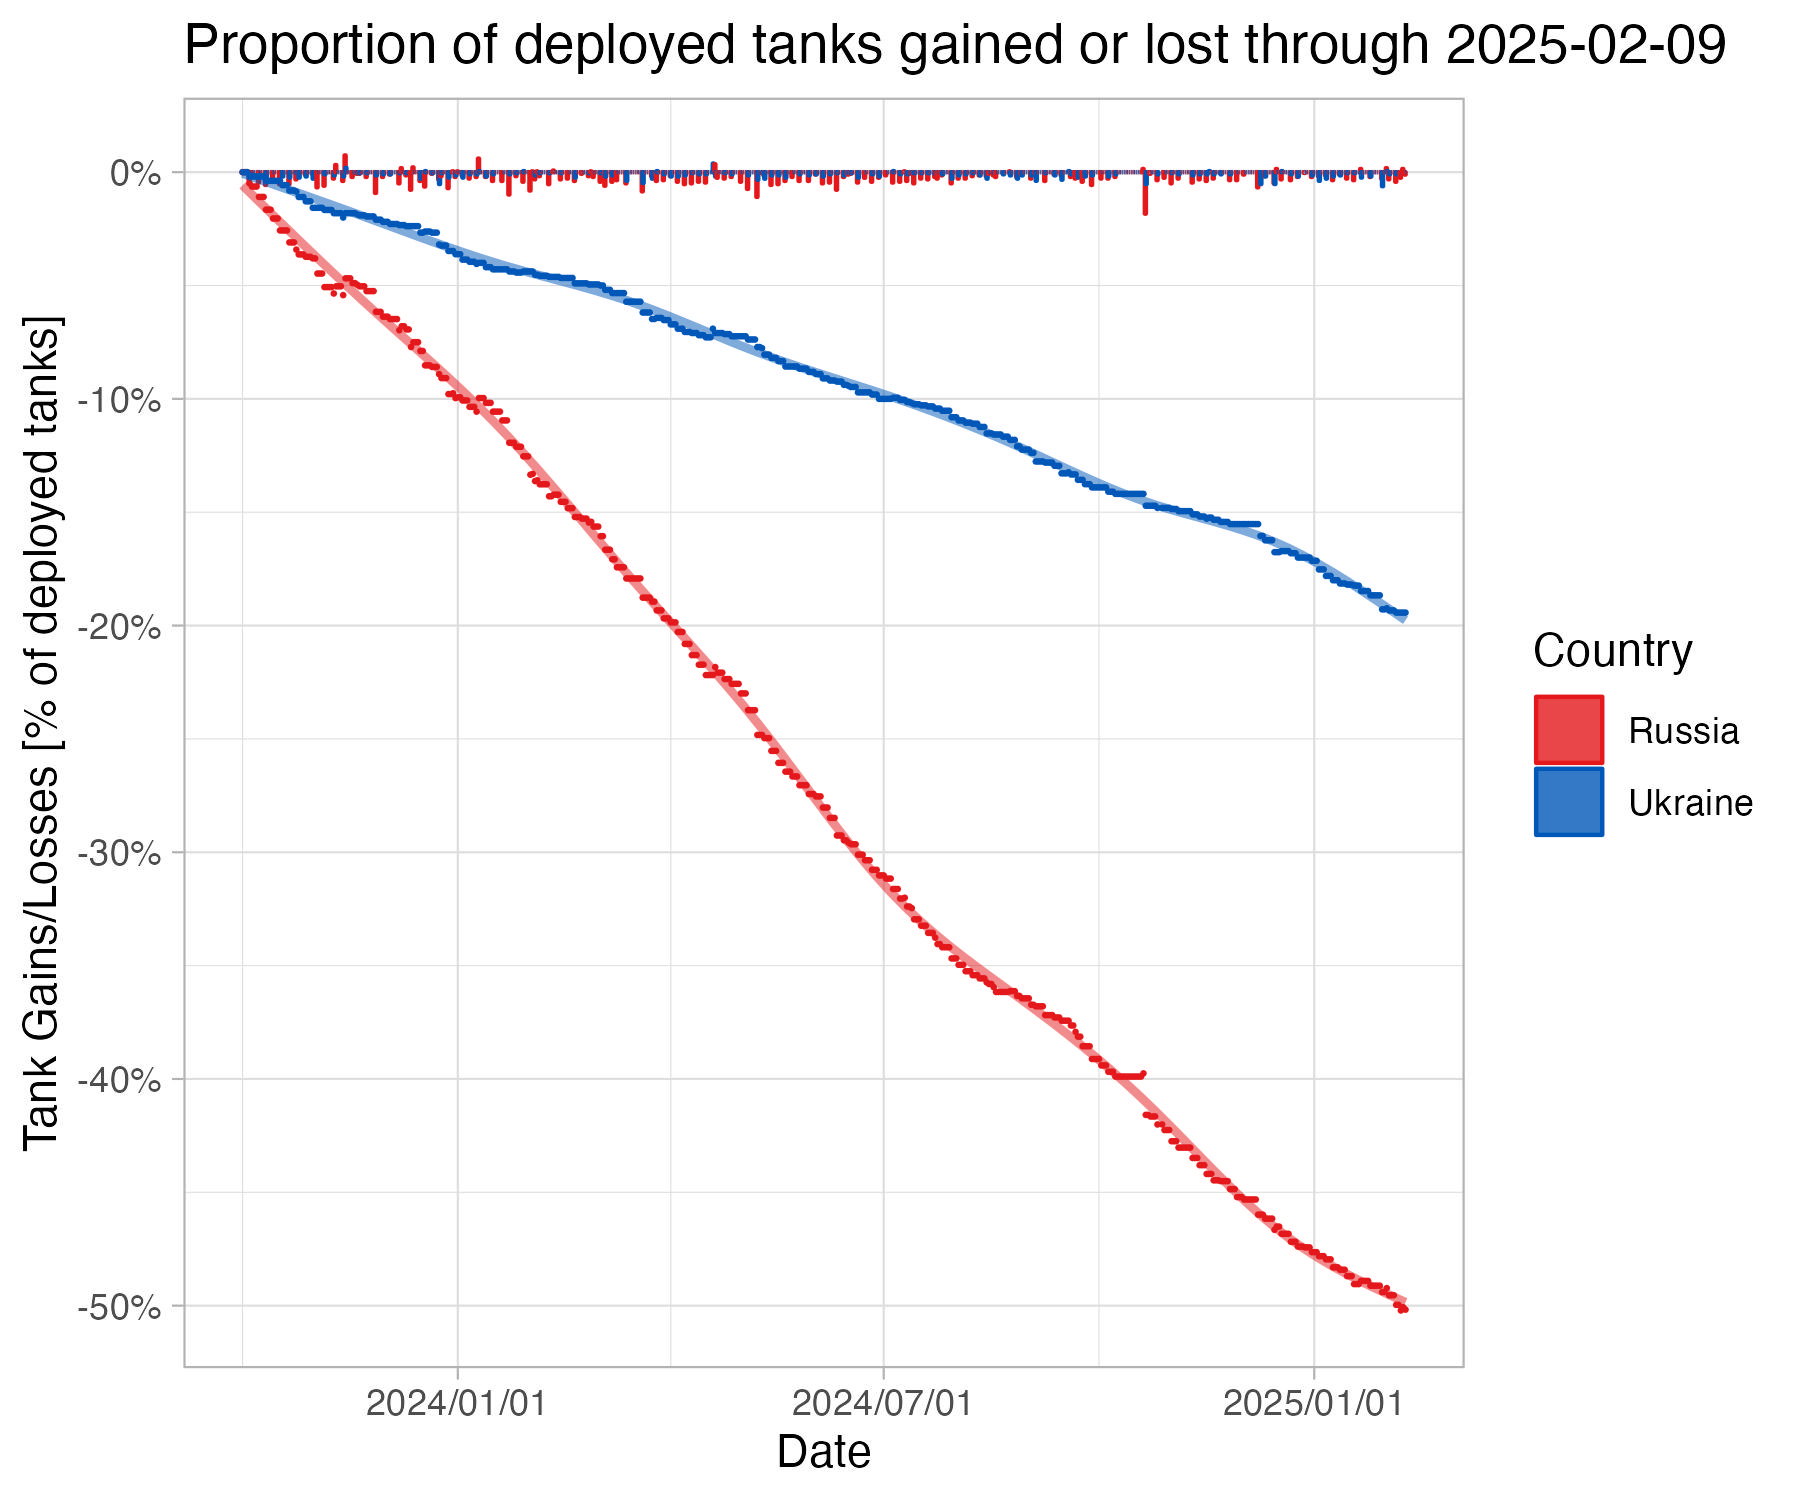 Proportion of deployed tanks gained or lost through 2025-02-09
Tank Gains/Losses [% of deployed tanks]
0%
-10%
-20%
-30%
-40%
-50%
2024/01/01
2024/07/01
2025/01/01
Date
Country
Russia
Ukraine